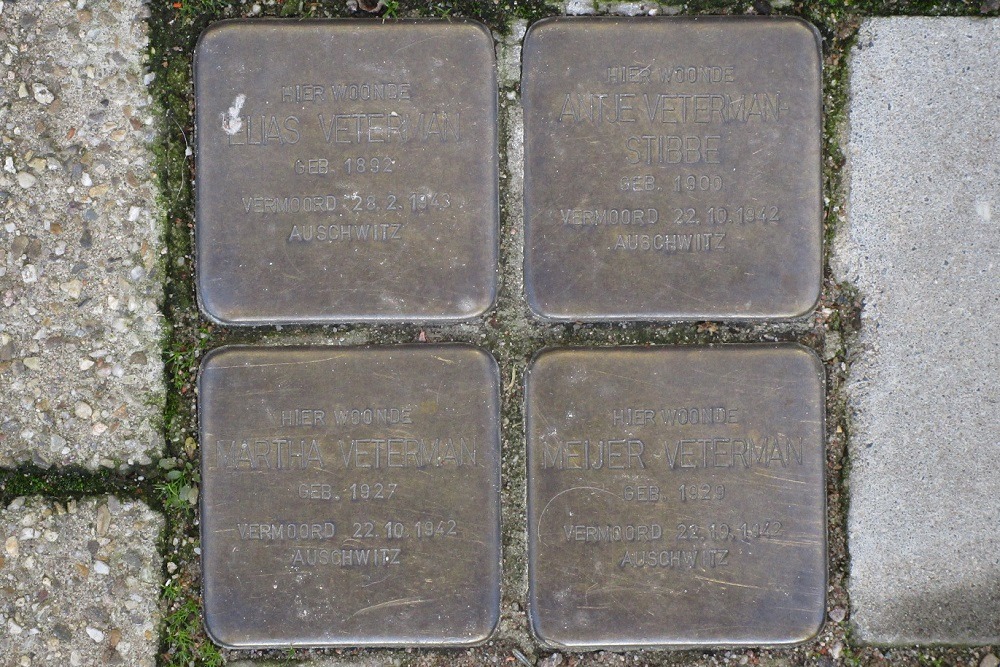 HIER WOONDE
ELIAS VETERMAN
GEB. 1892
VERMOORD 28.2.1943
AUSCHWITZ
HIER WOONDE
ANTJE VETERMAN-
STIBBE
GEB. 1900
VERMOORD 22.10.1942
AUSCHWITZ
HIER WOONDE
MARTHA VETERMAN
GEB. 1927
VERMOORD 22.10.1942
AUSCHWITZ
HIER WOONDE
MEIJER VETERMAN
GEB. 1929
VERMOORD 22.10.1942
AUSCHWITZ